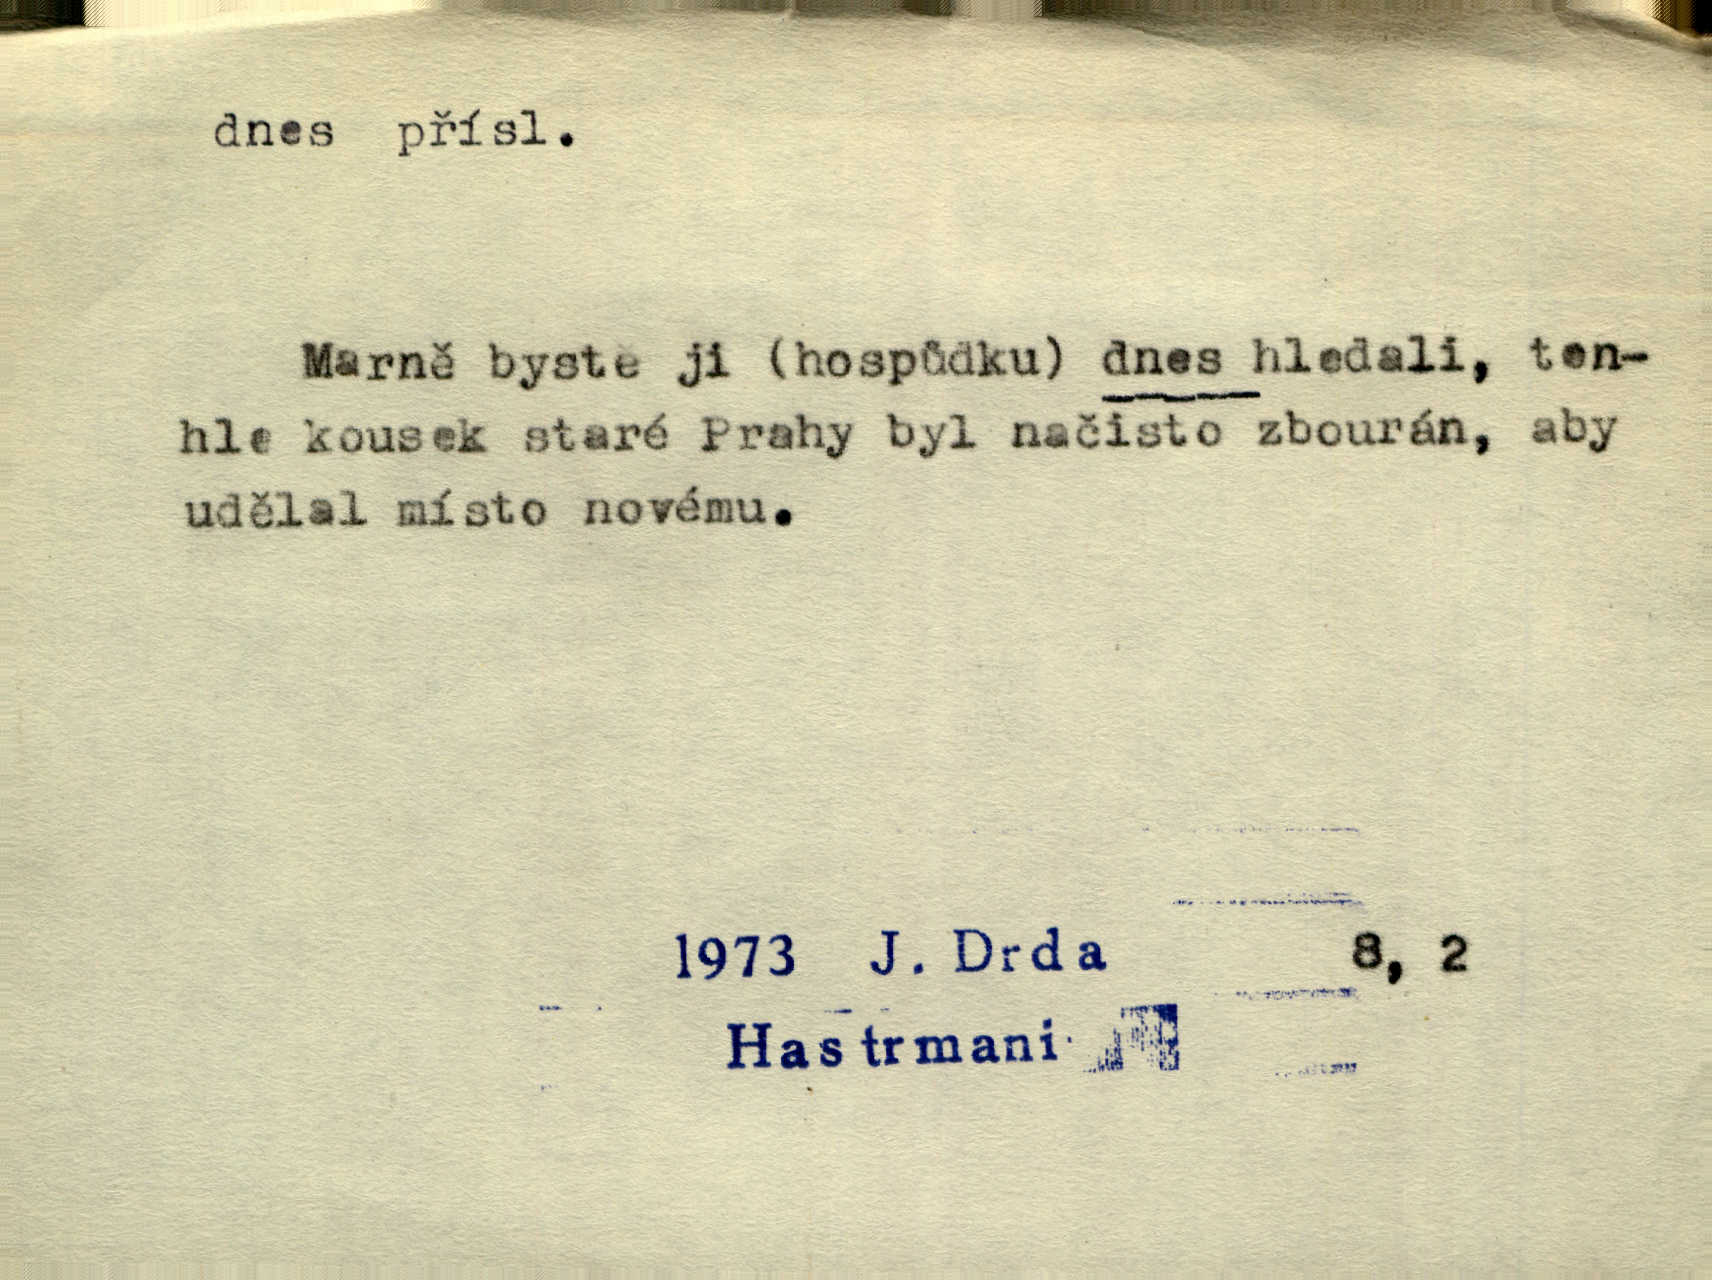 dnes přísl.
Marně byste ji (hospůdku) dnes hledali, ten-
hle kousek staré Prahy byl načisto zbourán, aby
udělal místo novému.
1973 J. Drda 8, 2
Hastrmani